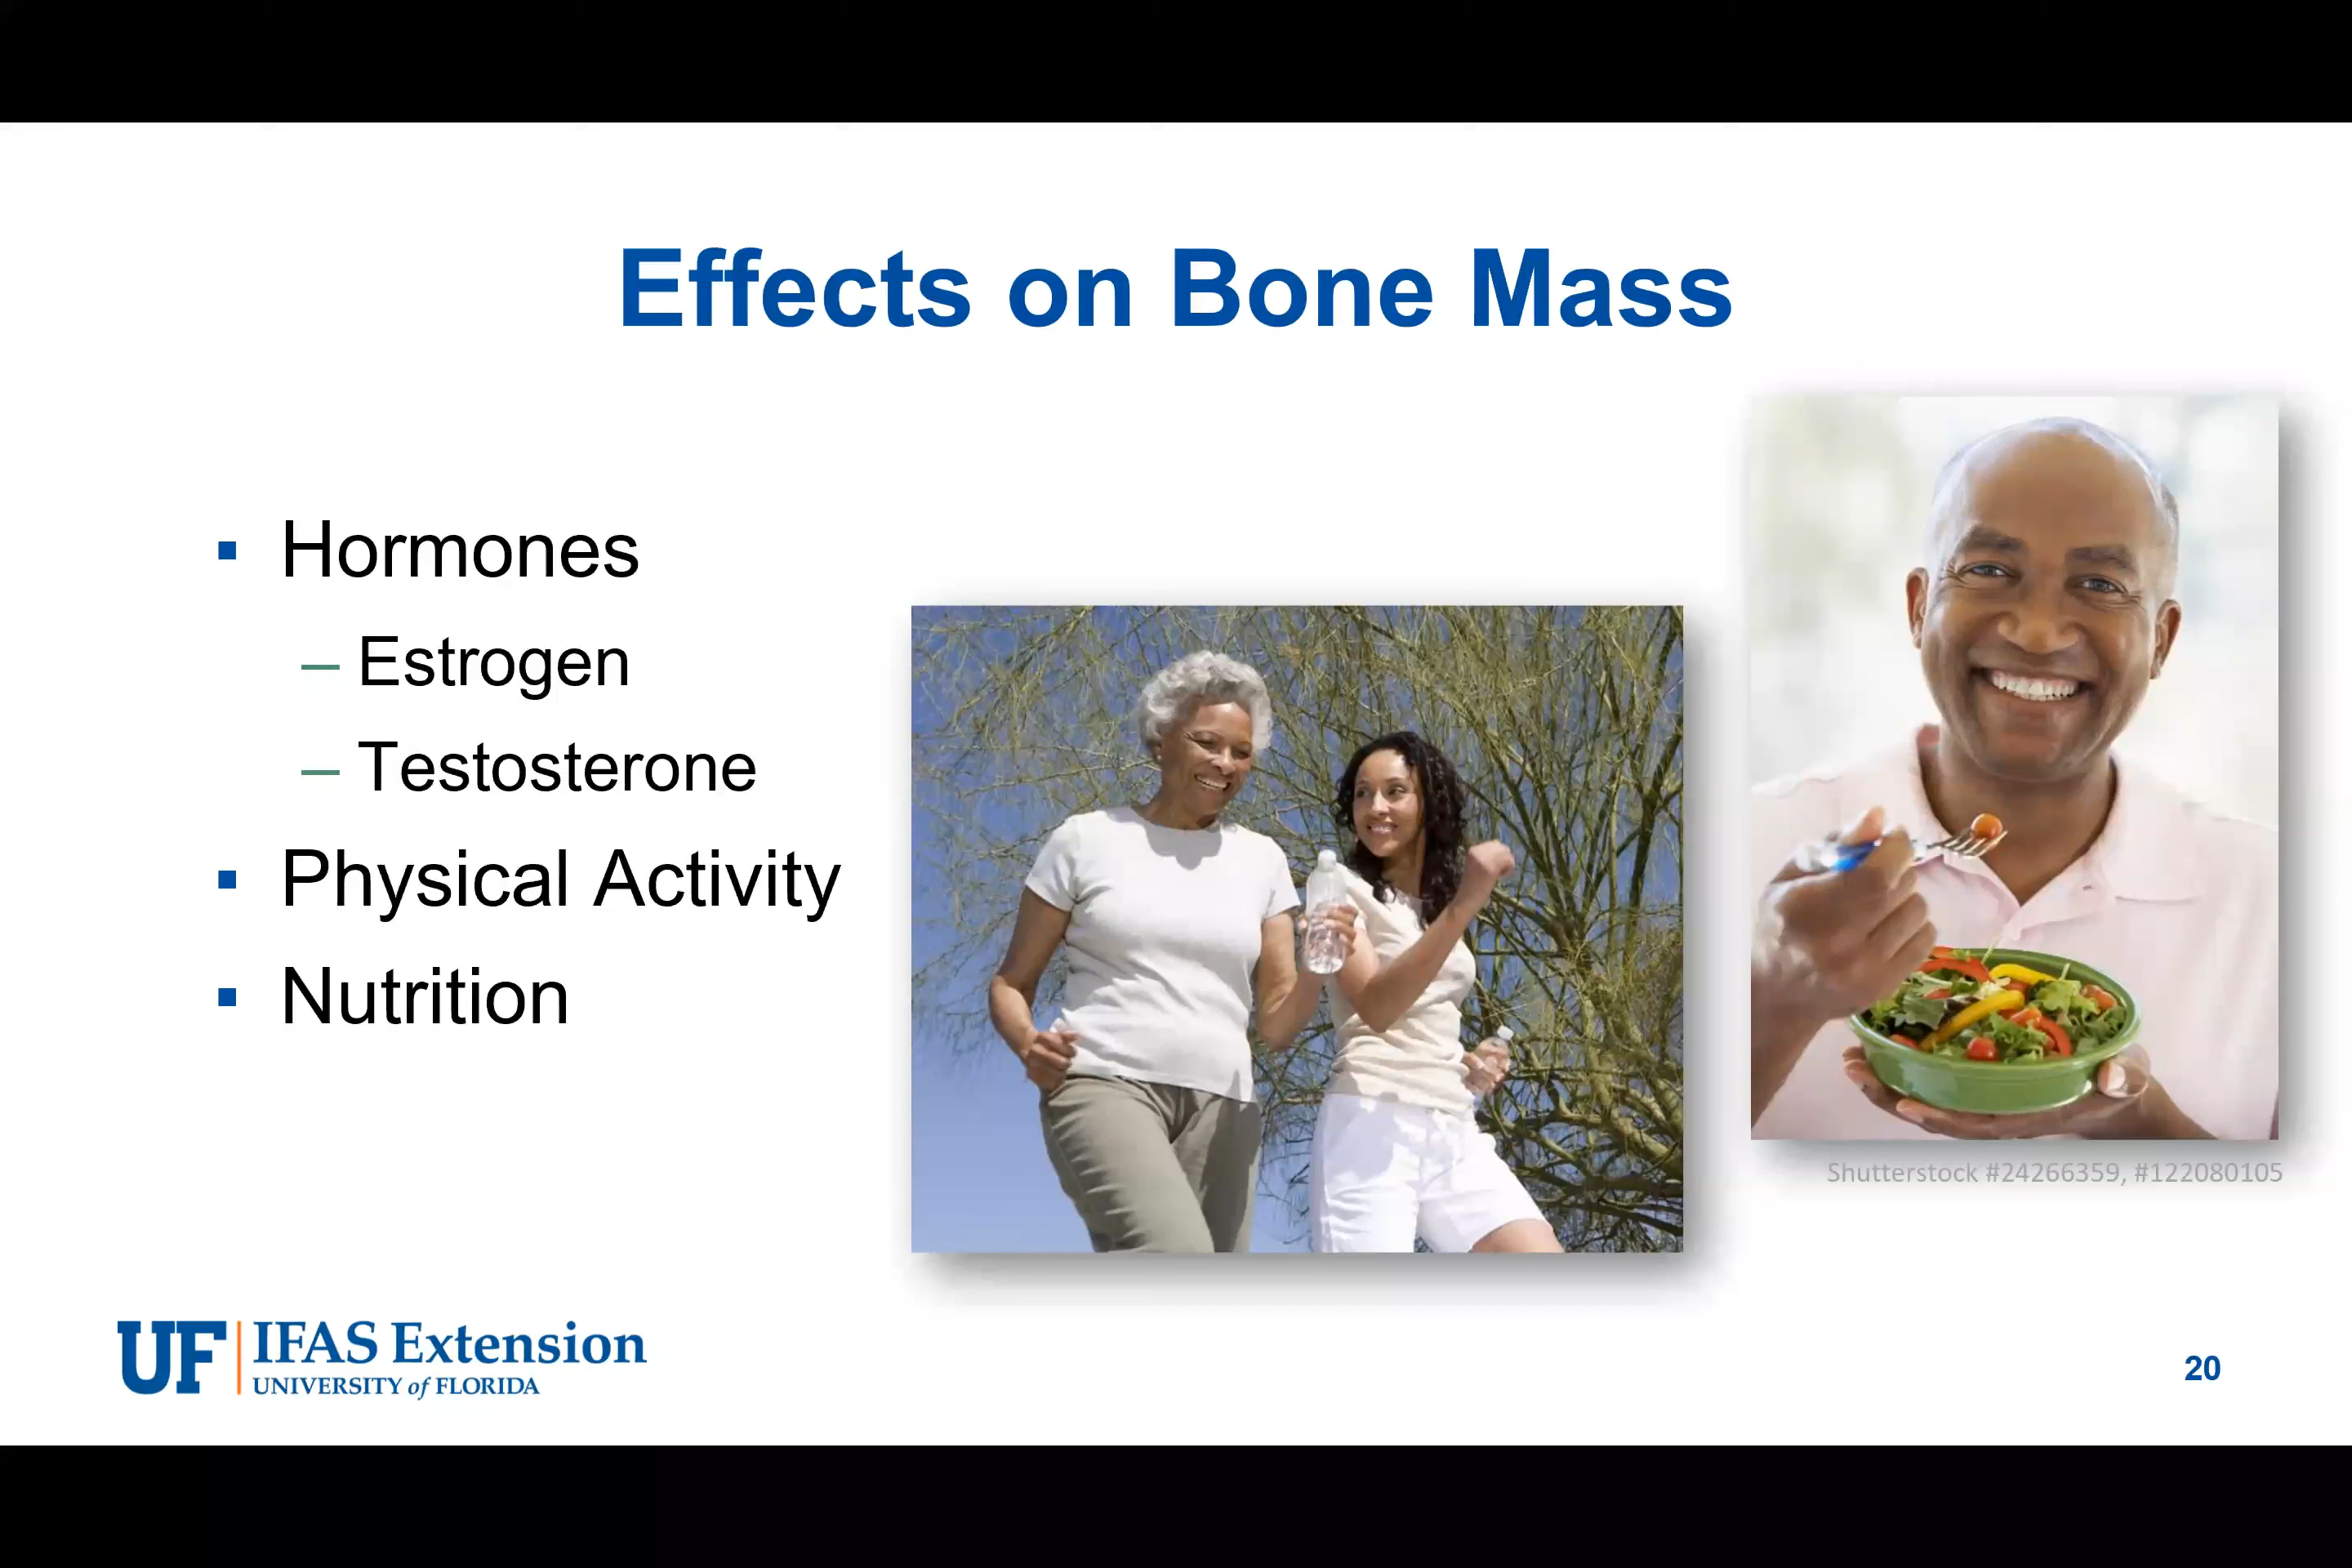 Effects on Bone Mass
▪ Hormones
– Estrogen
– Testosterone
▪ Physical Activity
▪ Nutrition
Shutterstock #24266359, #122080105
UF IFAS Extension
UNIVERSITY of FLORIDA
20